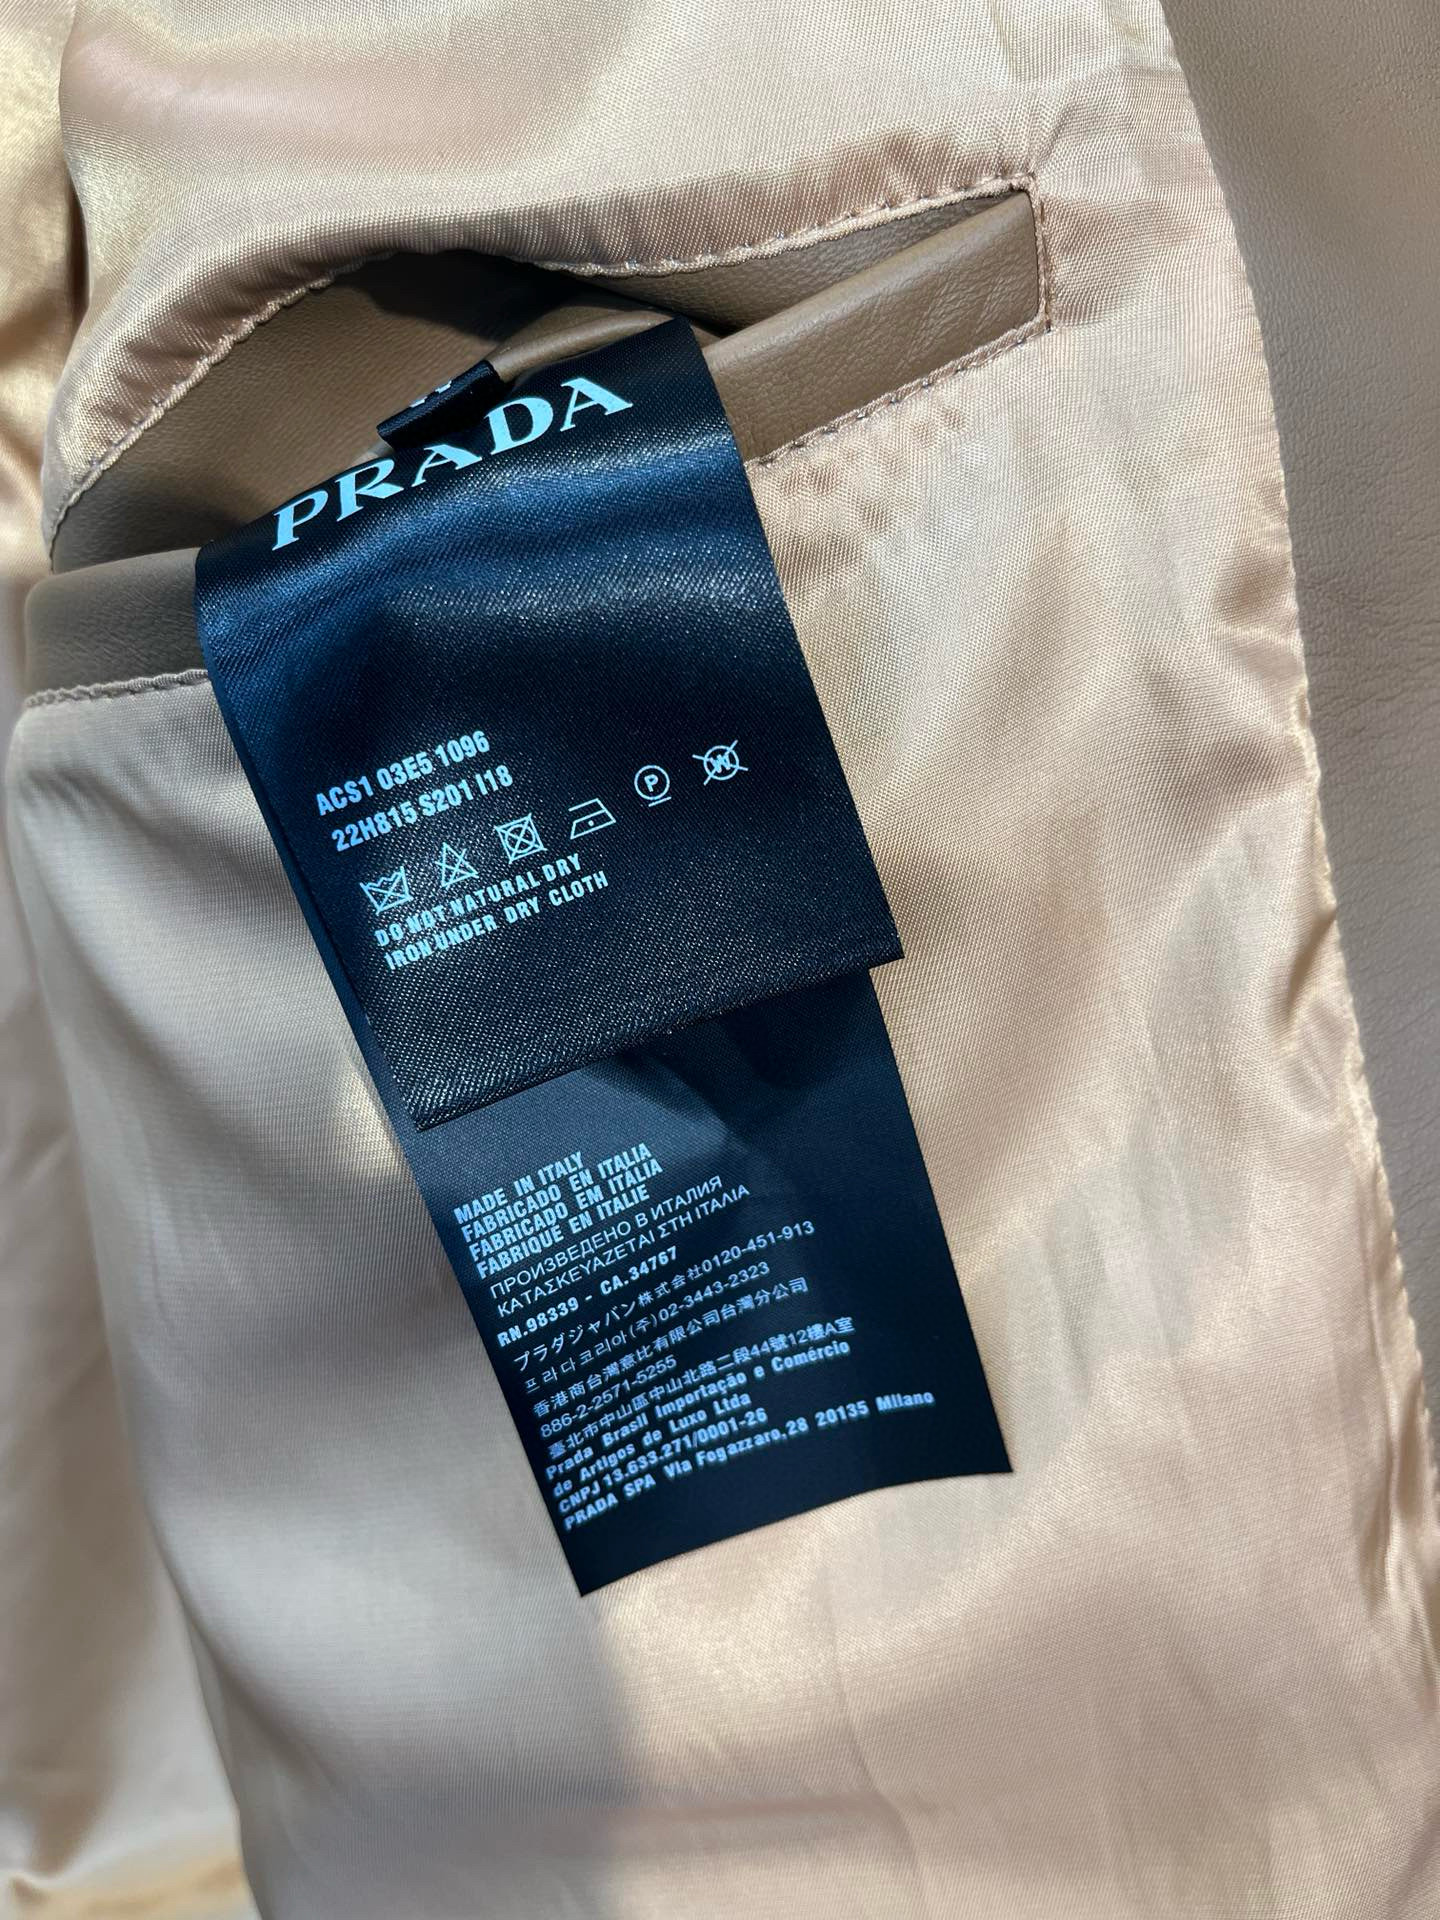 PRADA
ACS1 03E5 1096
22H815 S201 I18
P
W
DO NOT NATURAL DRY
IRON UNDER DRY CLOTH
MADE IN ITALY
FABRICADO EN ITALIA
FABRICADO EM ITÁLIA
FABRIQUÉ EN ITALIE
ПРОИЗВЕДЕНО В ИТАЛИЯ
ΚΑΤΑΣΚΕΥΑΖΕΤΑΙ ΣΤΗ ΙΤΑΛΙΑ
RN.98339 - CA.34767
プラダジャパン株式会社0120-451-913
프라다코리아(주)02-3443-2323
香港商台灣意比有限公司台灣分公司
886-2-2571-5255
臺北市中山區中山北路二段44號12樓A室
Prada Brasil Importação e Comércio
de Artigos de Luxo Ltda
CNPJ 13.633.271/0001-26
PRADA SPA Via Fogazzaro,28 20135 Milano